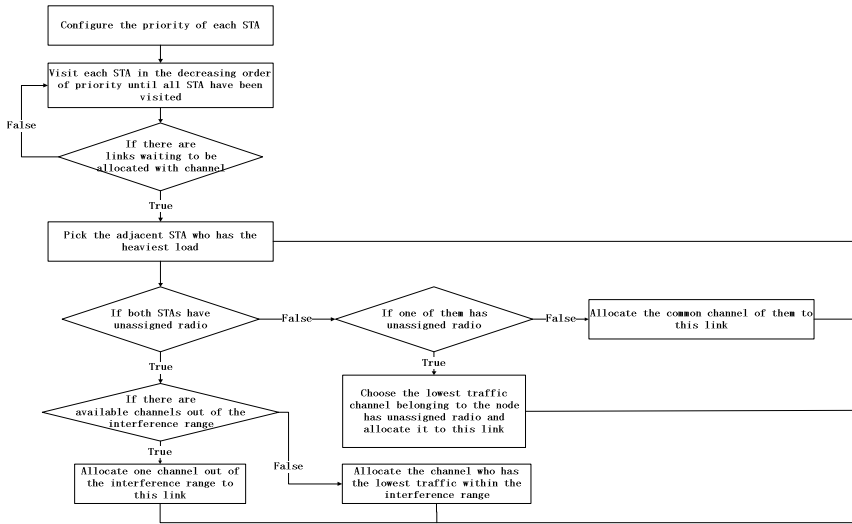 Configure the priority of each STA
Visit each STA in the decreasing order
of priority until all STA have been
visited
False
If there are
links waiting to be
allocated with channel
True
Pick the adjacent STA who has the
heaviest load
If both STAs have
unassigned radio
False
If one of them has
unassigned radio
False
Allocate the common channel of them to
this link
True
True
If there are
available channels out of the
interference range
Choose the lowest traffic
channel belonging to the node
has unassigned radio and
allocate it to this link
True
False
Allocate one channel out of
the interference range to
this link
Allocate the channel who has
the lowest traffic within the
interference range